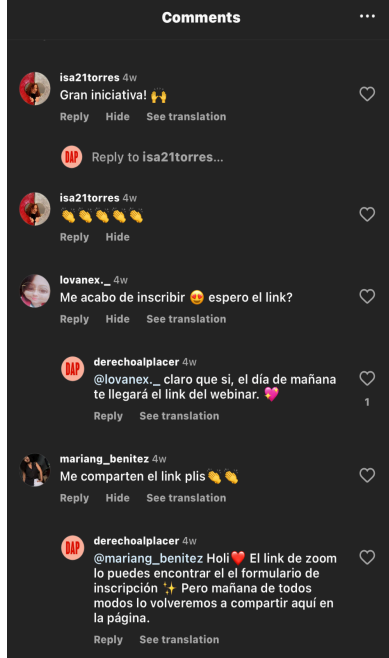 Comments
isa21torres 4w
Gran iniciativa! 🙌
Reply Hide See translation
DAP Reply to isa21torres...
isa21torres 4w
👏👏👏👏👏
Reply Hide
lovanex._ 4w
Me acabo de inscribir 😍 espero el link?
Reply Hide See translation
DAP
derechoalplacer 4w
@lovanex._ claro que si, el día de mañana
te llegará el link del webinar. 💖
1
Reply See translation
mariang_benitez 4w
Me comparten el link plis👏👏
Reply Hide See translation
DAP
derechoalplacer 4w
@mariang_benitez Holi❤️ El link de zoom
lo puedes encontrar el el formulario de
inscripción ✨ Pero mañana de todos
modos lo volveremos a compartir aquí en
la página.
Reply See translation